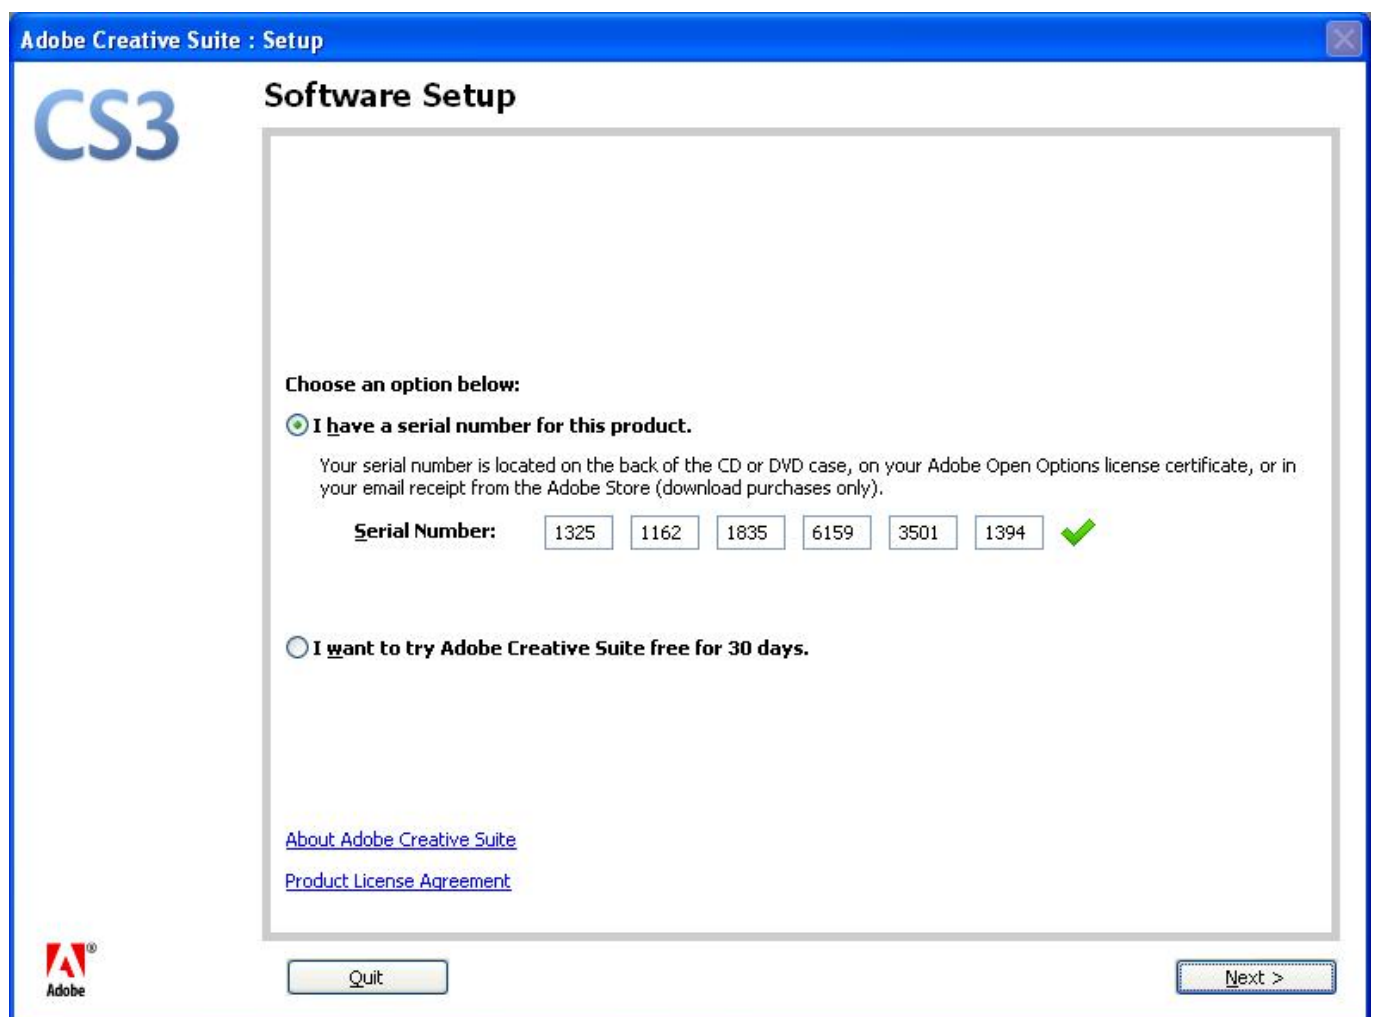 Adobe Creative Suite : Setup
CS3
Software Setup
Choose an option below:
I have a serial number for this product.
Your serial number is located on the back of the CD or DVD case, on your Adobe Open Options license certificate, or in
your email receipt from the Adobe Store (download purchases only).
Serial Number: 1325 1162 1835 6159 3501 1394
I want to try Adobe Creative Suite free for 30 days.
About Adobe Creative Suite
Product License Agreement
®
Adobe
Quit Next >